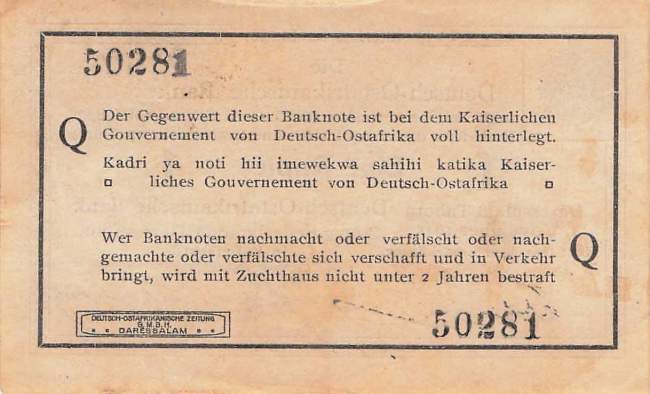 50281
Q
Der Gegenwert dieser Banknote ist bei dem Kaiserlichen
Gouvernement von Deutsch-Ostafrika voll hinterlegt.
Kadri ya noti hii imewekwa sahihi katika Kaiser-
liches Gouvernement von Deutsch-Ostafrika
Wer Banknoten nachmacht oder verfälscht oder nach-
gemachte oder verfälschte sich verschafft und in Verkehr
bringt, wird mit Zuchthaus nicht unter 2 Jahren bestraft
Q
DEUTSCH-OSTAFRIKANISCHE ZEITUNG
G.M.B.H.
DARESSALAM
50281